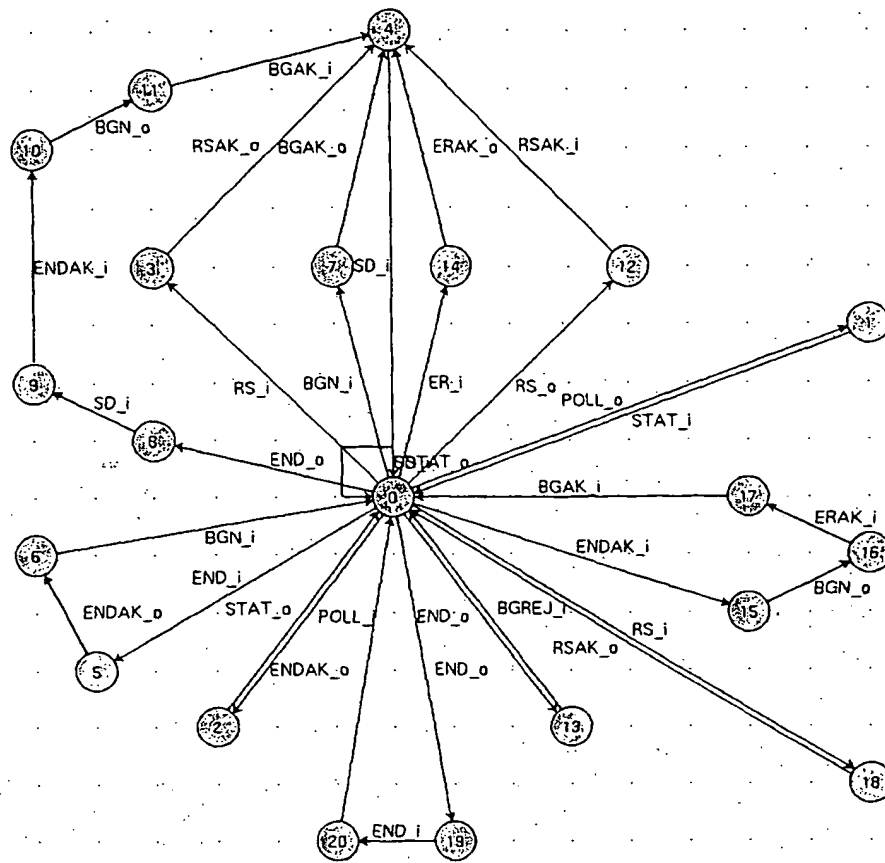 4
11
BGAK_i
BGN_o
10
RSAK_o
BGAK_o
ERAK_o
RSAK_i
ENDAK_i
3
7
SD_i
14
12
1
RS_i
BGN_i
ER_i
RS_o
POLL_o
STAT_i
9
SD_i
8
END_o
STAT_o
0
BGAK_i
17
ERAK_i
6
BGN_i
END_i
ENDAK_i
16
BGN_o
15
ENDAK_o
STAT_o
POLL_i
END_o
BGREJ_i
RS_i
RSAK_o
5
ENDAK_o
END_o
2
13
18
20
END_i
19